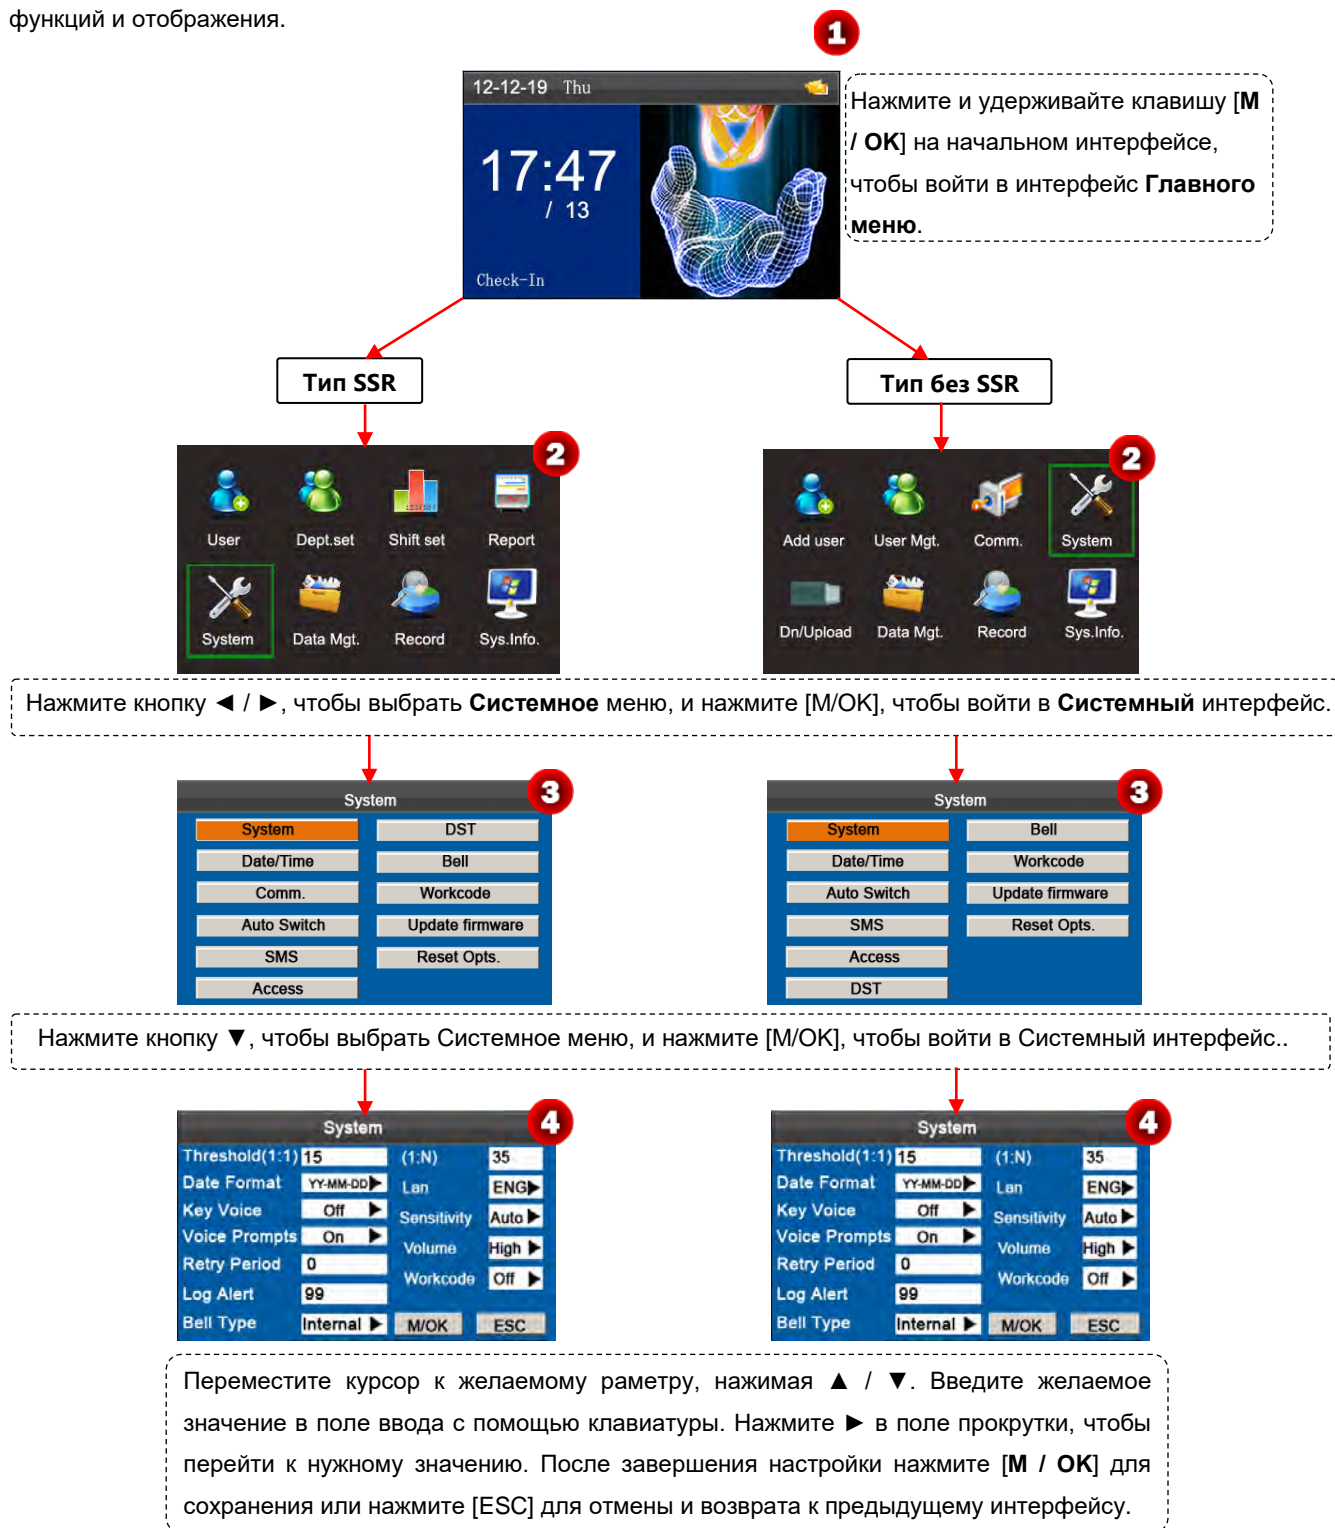 функций и отображения.
1
12-12-19 Thu
17:47
/ 13
Check-In
Нажмите и удерживайте клавишу [M
/ OK] на начальном интерфейсе,
чтобы войти в интерфейс Главного
меню.
Тип SSR
Тип без SSR
2
User Dept.set Shift set Report
System Data Mgt. Record Sys.Info.
2
Add user User Mgt. Comm. System
Dn/Upload Data Mgt. Record Sys.Info.
Нажмите кнопку ◄ / ►, чтобы выбрать Системное меню, и нажмите [M/OK], чтобы войти в Системный интерфейс.
3
System
System DST
Date/Time Bell
Comm. Workcode
Auto Switch Update firmware
SMS Reset Opts.
Access
3
System
System Bell
Date/Time Workcode
Auto Switch Update firmware
SMS Reset Opts.
Access
DST
Нажмите кнопку ▼, чтобы выбрать Системное меню, и нажмите [M/OK], чтобы войти в Системный интерфейс..
4
System
Threshold(1:1) 15 (1:N) 35
Date Format YY-MM-DD▶ Lan ENG▶
Key Voice Off ▶ Sensitivity Auto ▶
Voice Prompts On ▶ Volume High ▶
Retry Period 0 Workcode Off ▶
Log Alert 99
Bell Type Internal ▶ M/OK ESC
4
System
Threshold(1:1) 15 (1:N) 35
Date Format YY-MM-DD▶ Lan ENG▶
Key Voice Off ▶ Sensitivity Auto ▶
Voice Prompts On ▶ Volume High ▶
Retry Period 0 Workcode Off ▶
Log Alert 99
Bell Type Internal ▶ M/OK ESC
Переместите курсор к желаемому раметру, нажимая ▲ / ▼. Введите желаемое
значение в поле ввода с помощью клавиатуры. Нажмите ► в поле прокрутки, чтобы
перейти к нужному значению. После завершения настройки нажмите [M / OK] для
сохранения или нажмите [ESC] для отмены и возврата к предыдущему интерфейсу.